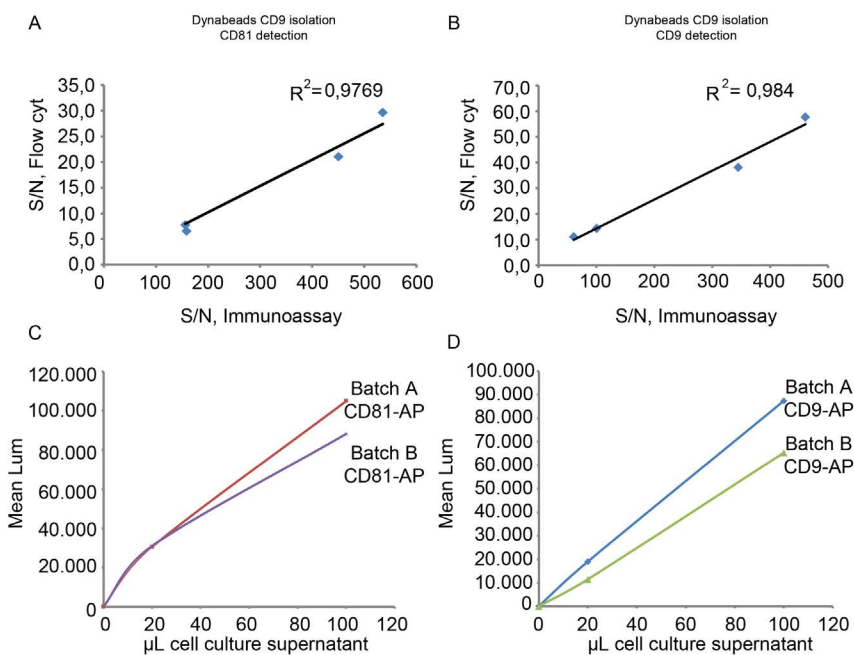 A
Dynabeads CD9 isolation
CD81 detection
R²= 0,9769
S/N, Flow cyt
35,0
30,0
25,0
20,0
15,0
10,0
5,0
0,0
0 100 200 300 400 500 600
S/N, Immunoassay
B
Dynabeads CD9 isolation
CD9 detection
R²= 0,984
S/N, Flow cyt
70,0
60,0
50,0
40,0
30,0
20,0
10,0
0,0
0 100 200 300 400 500
S/N, Immunoassay
C
Mean Lum
120.000
100.000
80.000
60.000
40.000
20.000
0
Batch A
CD81-AP
Batch B
CD81-AP
0 20 40 60 80 100 120
µL cell culture supernatant
D
Mean Lum
100.000
90.000
80.000
70.000
60.000
50.000
40.000
30.000
20.000
10.000
0
Batch A
CD9-AP
Batch B
CD9-AP
0 20 40 60 80 100 120
µL cell culture supernatant